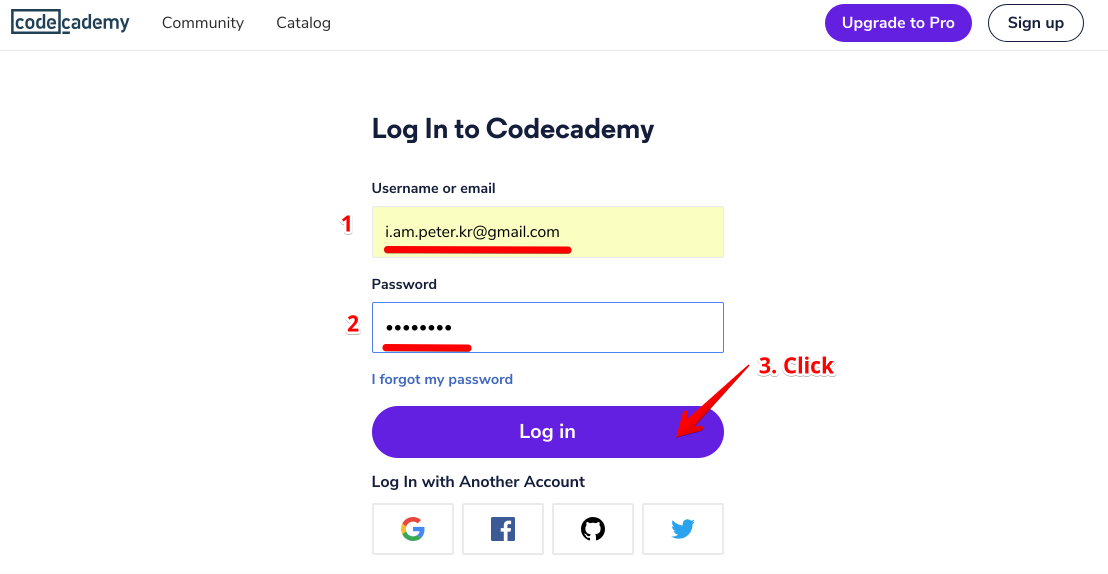 codecademy Community Catalog Upgrade to Pro Sign up
Log In to Codecademy
Username or email
1 i.am.peter.kr@gmail.com
Password
2 ••••••••
I forgot my password
3. Click
Log in
Log In with Another Account